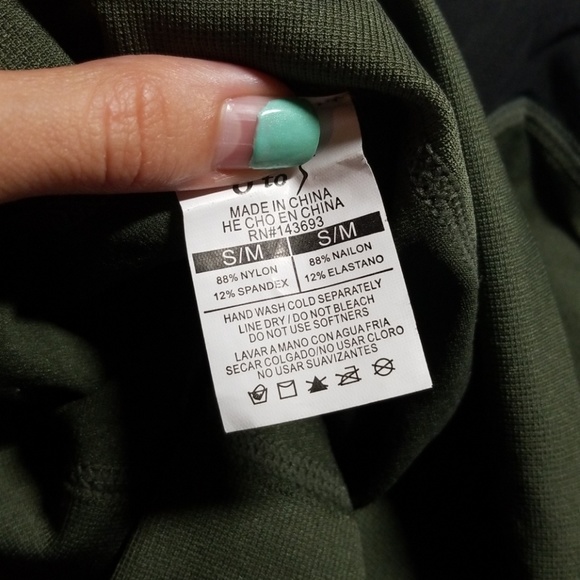 to
MADE IN CHINA
HE CHO EN CHINA
RN#143693
S/M S/M
88% NYLON 88% NAILON
12% SPANDEX 12% ELASTANO
HAND WASH COLD SEPARATELY
LINE DRY/DO NOT BLEACH
DO NOT USE SOFTNERS
LAVAR A MANO CON AGUA FRIA
SECAR COLGADO/NO USAR CLORO
NO USAR SUAVIZANTES